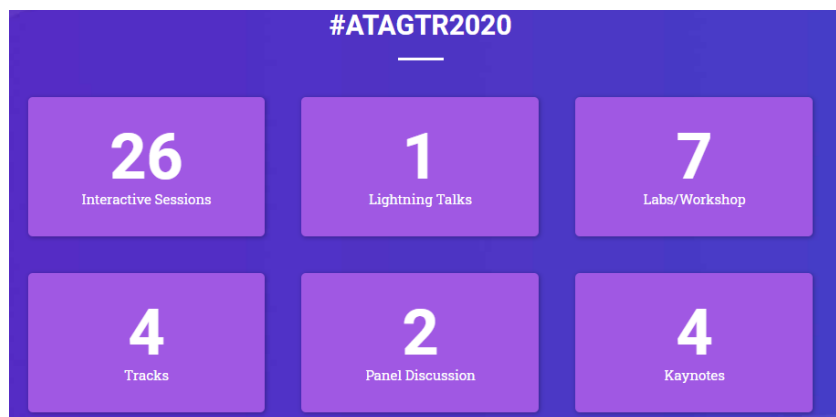 #ATAGTR2020
26
Interactive Sessions
1
Lightning Talks
7
Labs/Workshop
4
Tracks
2
Panel Discussion
4
Kaynotes